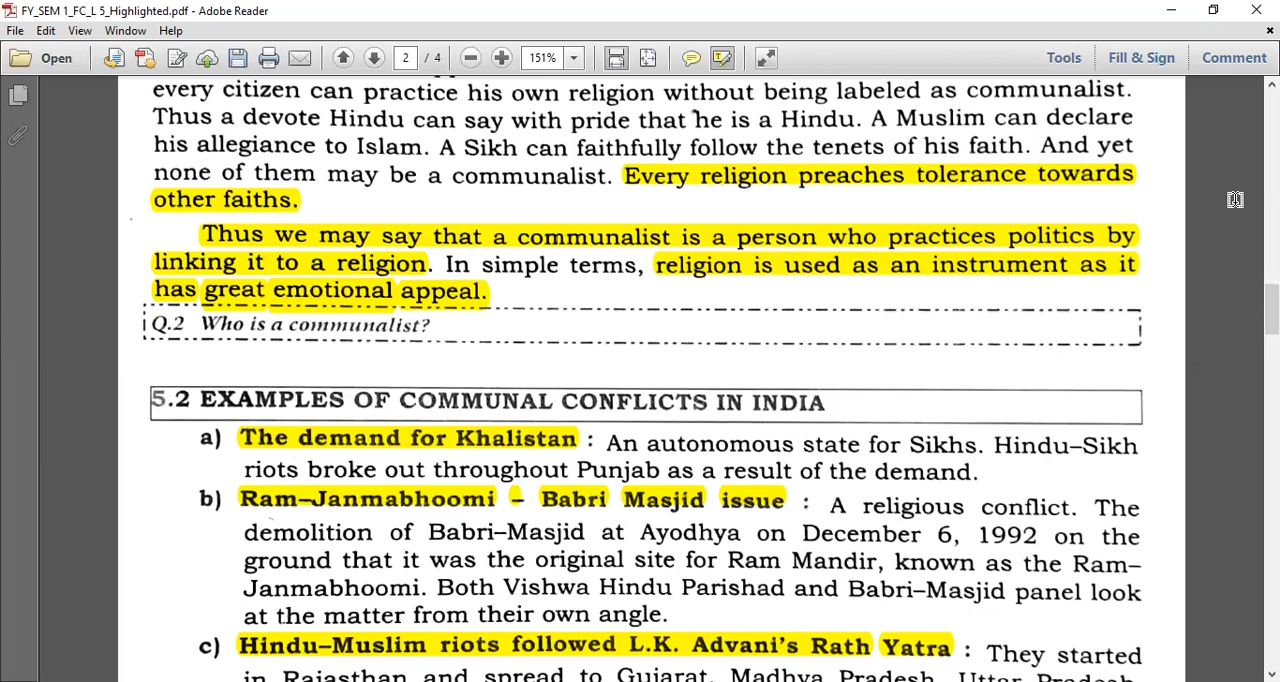 FY_SEM 1_FC_L 5_Highlighted.pdf - Adobe Reader
File Edit View Window Help
Open 2 / 4 151% Tools Fill & Sign Comment
every citizen can practice his own religion without being labeled as communalist.
Thus a devote Hindu can say with pride that he is a Hindu. A Muslim can declare
his allegiance to Islam. A Sikh can faithfully follow the tenets of his faith. And yet
none of them may be a communalist. Every religion preaches tolerance towards
other faiths.
Thus we may say that a communalist is a person who practices politics by
linking it to a religion. In simple terms, religion is used as an instrument as it
has great emotional appeal.
Q.2 Who is a communalist?
5.2 EXAMPLES OF COMMUNAL CONFLICTS IN INDIA
a) The demand for Khalistan : An autonomous state for Sikhs. Hindu–Sikh
riots broke out throughout Punjab as a result of the demand.
b) Ram–Janmabhoomi – Babri Masjid issue : A religious conflict. The
demolition of Babri–Masjid at Ayodhya on December 6, 1992 on the
ground that it was the original site for Ram Mandir, known as the Ram–
Janmabhoomi. Both Vishwa Hindu Parishad and Babri–Masjid panel look
at the matter from their own angle.
c) Hindu–Muslim riots followed L.K. Advani's Rath Yatra : They started
in Rajasthan and spread to Gujarat, Madhya Pradesh, Uttar Pradesh,